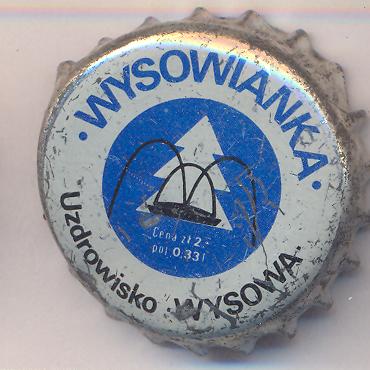 · WYSOWIANKA ·
Cena zł 2,-
poj. 0,33 l
Uzdrowisko · WYSOWA ·